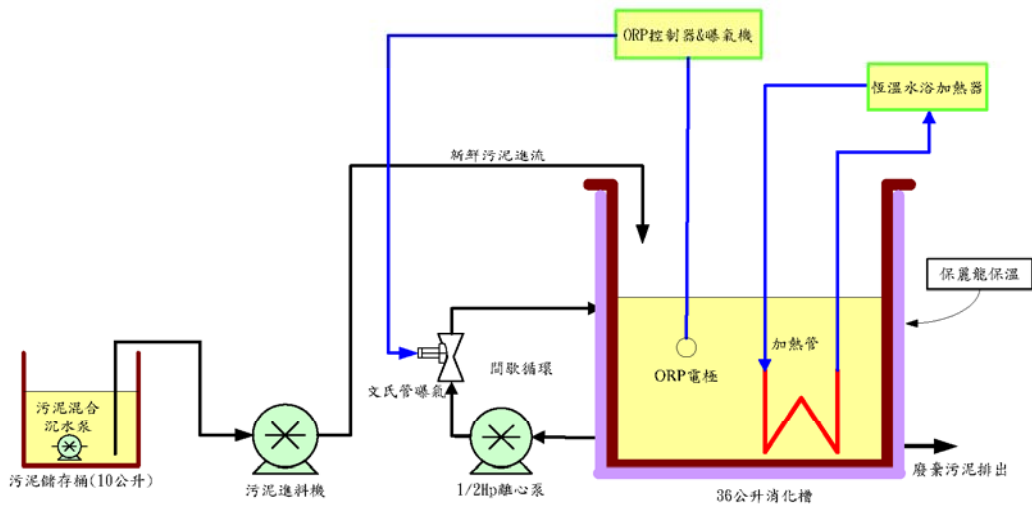 ORP控制器&曝氣機
恆溫水浴加熱器
新鮮污泥進流
保麗龍保溫
加熱管
間歇循環
ORP電極
文氏管曝氣
污泥混合
沉水泵
污泥儲存桶(10公升)
污泥進料機
1/2Hp離心泵
36公升消化槽
廢棄污泥排出